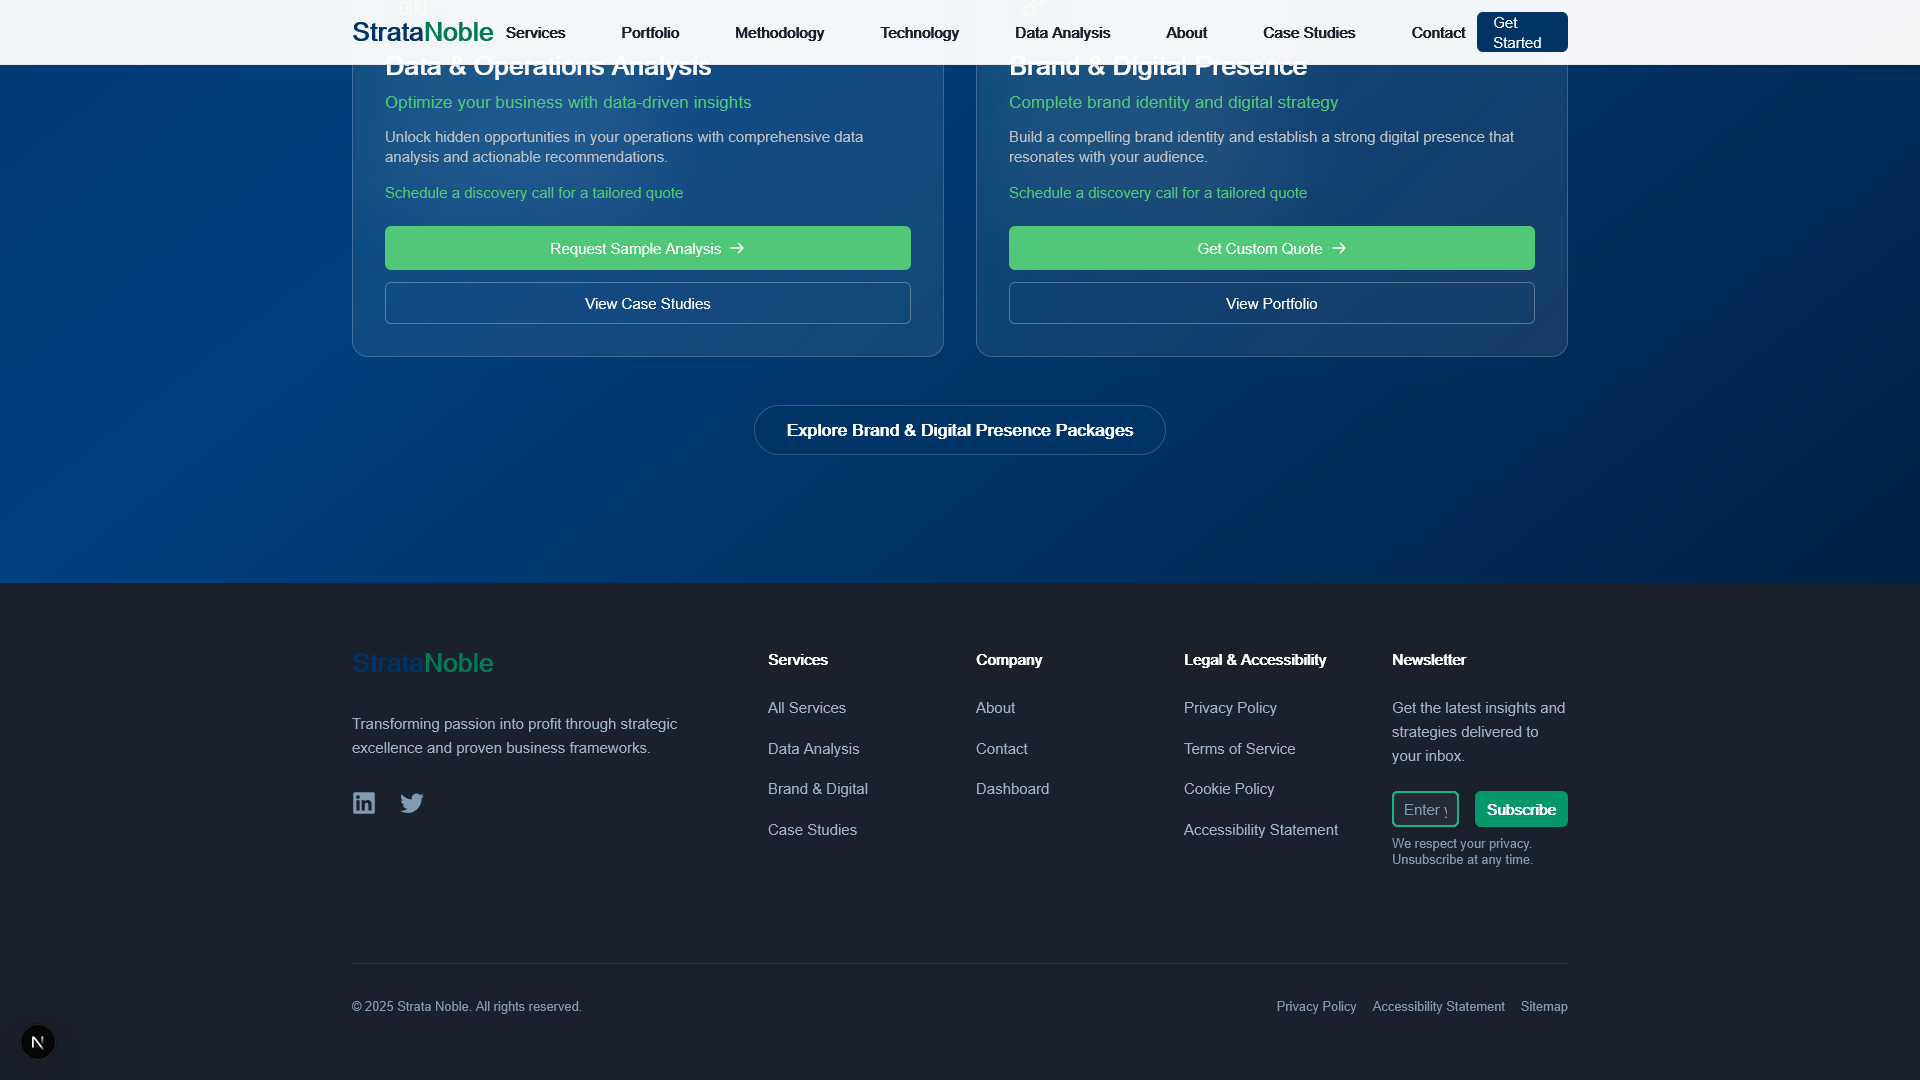 StrataNoble
Services
Portfolio
Methodology
Technology
Data Analysis
About
Case Studies
Contact
Get
Started
Data & Operations Analysis
Optimize your business with data-driven insights
Unlock hidden opportunities in your operations with comprehensive data
analysis and actionable recommendations.
Schedule a discovery call for a tailored quote
Request Sample Analysis →
View Case Studies
Brand & Digital Presence
Complete brand identity and digital strategy
Build a compelling brand identity and establish a strong digital presence that
resonates with your audience.
Schedule a discovery call for a tailored quote
Get Custom Quote →
View Portfolio
Explore Brand & Digital Presence Packages
StrataNoble
Transforming passion into profit through strategic
excellence and proven business frameworks.
in
Services
All Services
Data Analysis
Brand & Digital
Case Studies
Company
About
Contact
Dashboard
Legal & Accessibility
Privacy Policy
Terms of Service
Cookie Policy
Accessibility Statement
Newsletter
Get the latest insights and
strategies delivered to
your inbox.
Enter
Subscribe
We respect your privacy.
Unsubscribe at any time.
© 2025 Strata Noble. All rights reserved.
Privacy Policy
Accessibility Statement
Sitemap
N